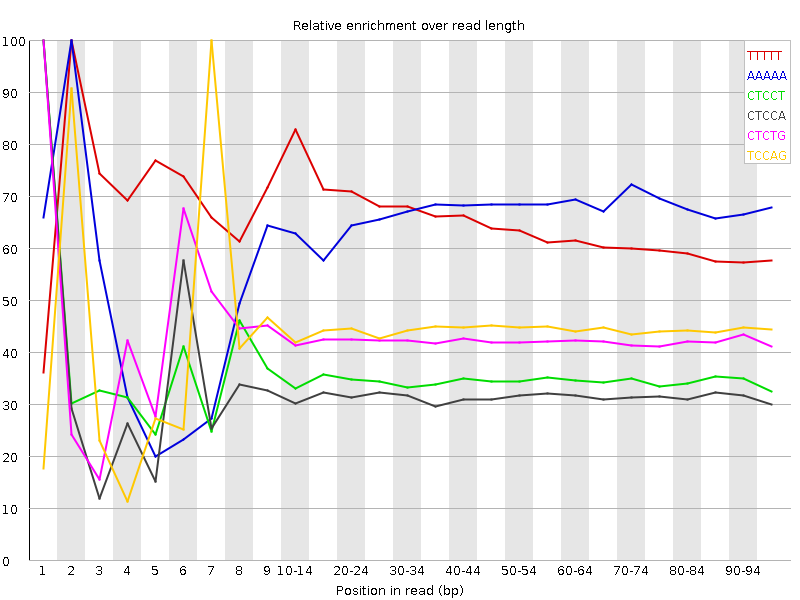 Relative enrichment over read length
100
90
80
70
60
50
40
30
20
10
0
TTTTT
AAAAA
CTCCT
CTCCA
CTCTG
TCCAG
1 2 3 4 5 6 7 8 9 10-14 20-24 30-34 40-44 50-54 60-64 70-74 80-84 90-94
Position in read (bp)